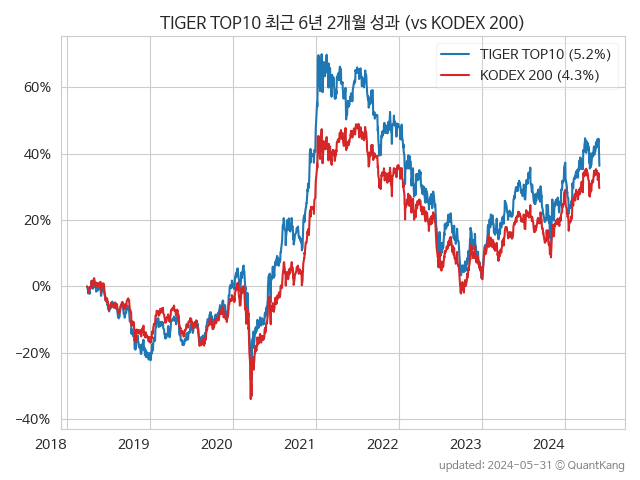 TIGER TOP10 최근 6년 2개월 성과 (vs KODEX 200)
TIGER TOP10 (5.2%)
KODEX 200 (4.3%)
60%
40%
20%
0%
−20%
−40%
2018 2019 2020 2021 2022 2023 2024
updated: 2024-05-31 © QuantKang